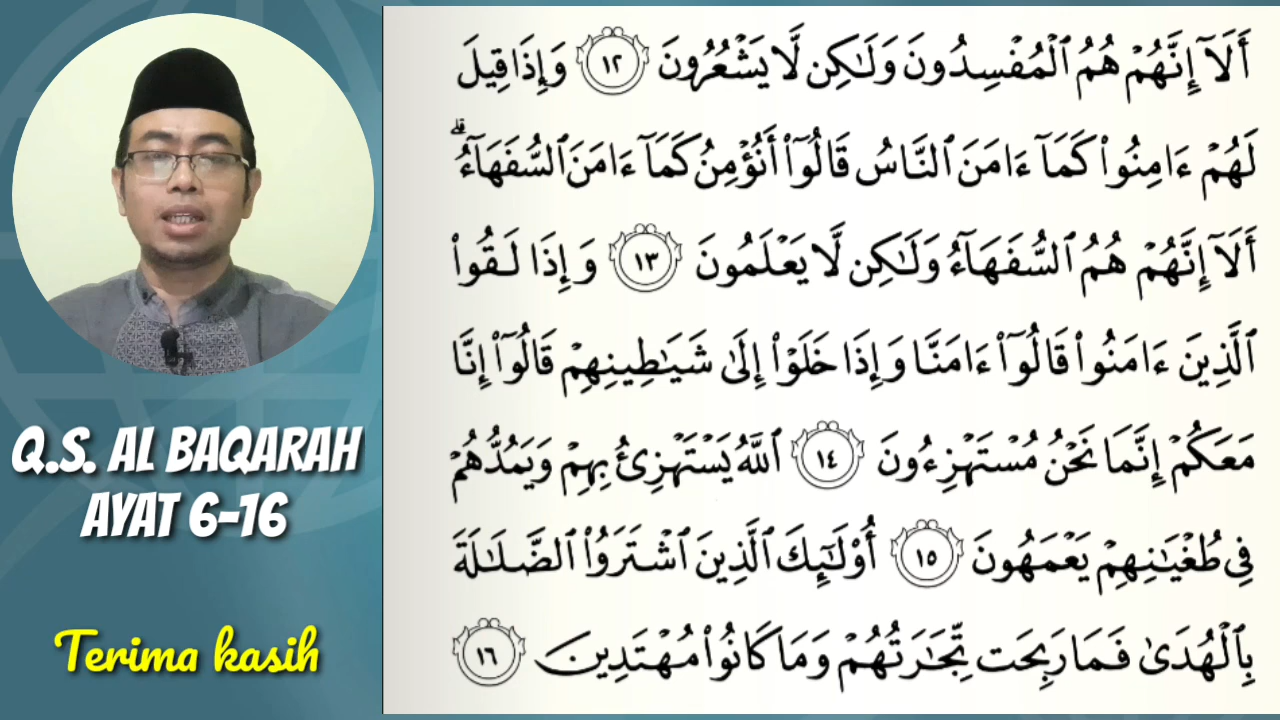 Q.S. AL BAQARAH
AYAT 6-16
Terima kasih
أَلَآ إِنَّهُمْ هُمُ ٱلْمُفْسِدُونَ وَلَـٰكِن لَّا يَشْعُرُونَ ١٢ وَإِذَا قِيلَ
لَهُمْ ءَامِنُوا۟ كَمَآ ءَامَنَ ٱلنَّاسُ قَالُوٓا۟ أَنُؤْمِنُ كَمَآ ءَامَنَ ٱلسُّفَهَآءُ ۗ
أَلَآ إِنَّهُمْ هُمُ ٱلسُّفَهَآءُ وَلَـٰكِن لَّا يَعْلَمُونَ ١٣ وَإِذَا لَقُوا۟
ٱلَّذِينَ ءَامَنُوا۟ قَالُوٓا۟ ءَامَنَّا وَإِذَا خَلَوْا۟ إِلَىٰ شَيَـٰطِينِهِمْ قَالُوٓا۟ إِنَّا
مَعَكُمْ إِنَّمَا نَحْنُ مُسْتَهْزِءُونَ ١٤ ٱللَّهُ يَسْتَهْزِئُ بِهِمْ وَيَمُدُّهُمْ
فِى طُغْيَـٰنِهِمْ يَعْمَهُونَ ١٥ أُو۟لَـٰٓئِكَ ٱلَّذِينَ ٱشْتَرَوُا۟ ٱلضَّلَـٰلَةَ
بِٱلْهُدَىٰ فَمَا رَبِحَت تِّجَـٰرَتُهُمْ وَمَا كَانُوا۟ مُهْتَدِينَ ١٦